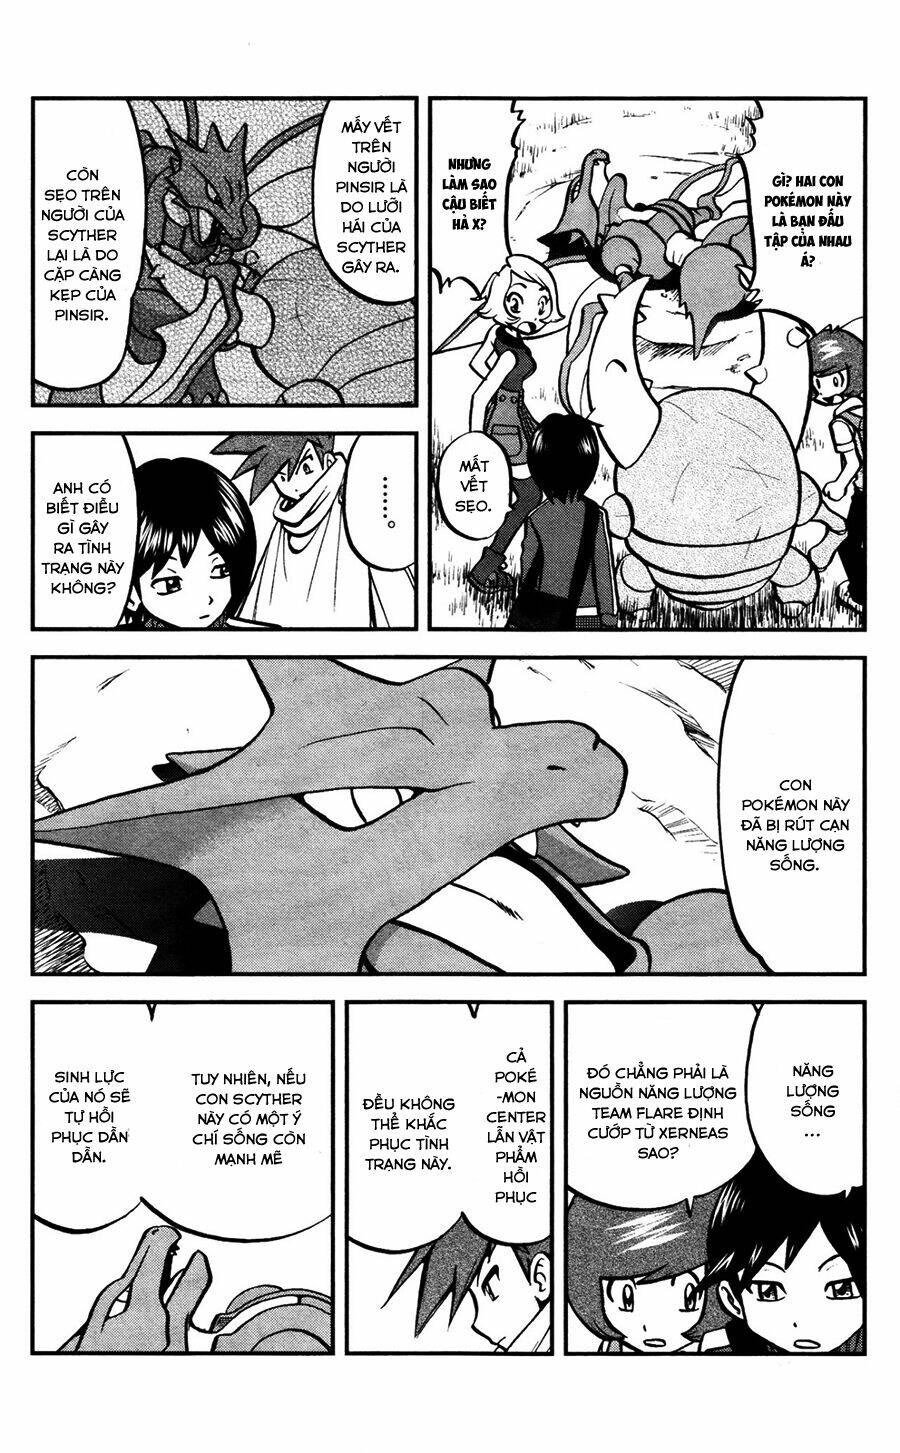 GÌ? HAI CON
POKÉMON NÀY
LÀ BẠN ĐẤU
TẬP CỦA NHAU
Á?
NHƯNG
LÀM SAO
CẬU BIẾT
HẢ X?
MẤT
VẾT
SẸO.
MẤY VẾT
TRÊN
NGƯỜI
PINSIR LÀ
DO LƯỠI
HÁI CỦA
SCYTHER
GÂY RA.
CÒN
SẸO TRÊN
NGƯỜI CỦA
SCYTHER
LẠI LÀ DO
CẶP CÀNG
KẸP CỦA
PINSIR.
......
ANH CÓ
BIẾT ĐIỀU
GÌ GÂY
RA TÌNH
TRẠNG NÀY
KHÔNG?
CON
POKÉMON NÀY
ĐÃ BỊ RÚT CẠN
NĂNG LƯỢNG
SỐNG.
NĂNG
LƯỢNG
SỐNG
...
ĐÓ CHẲNG PHẢI LÀ
NGUỒN NĂNG LƯỢNG
TEAM FLARE ĐỊNH
CƯỚP TỪ XERNEAS
SAO?
CẢ
POKÉ
-MON
CENTER
LẪN VẬT
PHẨM
HỒI
PHỤC
ĐỀU KHÔNG
THỂ KHẮC
PHỤC TÌNH
TRẠNG NÀY.
TUY NHIÊN, NẾU
CON SCYTHER
NÀY CÓ MỘT Ý
CHÍ SỐNG CÒN
MẠNH MẼ
SINH LỰC
CỦA NÓ SẼ
TỰ HỒI
PHỤC DẦN
DẦN.